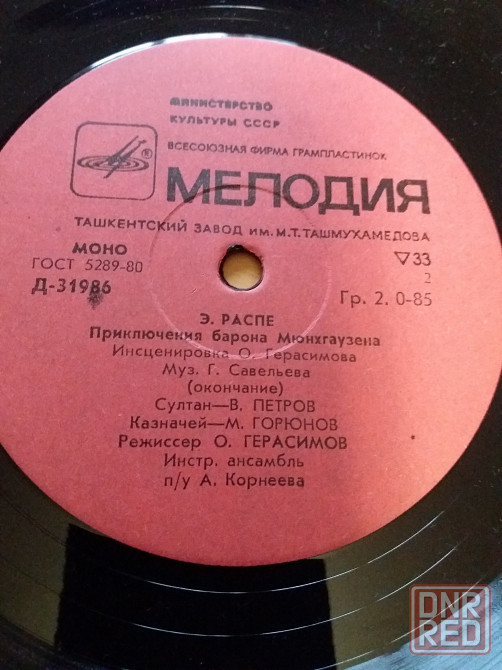 МИНИСТЕРСТВО
КУЛЬТУРЫ СССР
ВСЕСОЮЗНАЯ ФИРМА ГРАМПЛАСТИНОК
МЕЛОДИЯ
ТАШКЕНТСКИЙ ЗАВОД ИМ. М.Т. ТАШМУХАМЕДОВА
МОНО
ГОСТ 5289-80
Д-31986
▽33
2
Гр. 2. 0-85
Э. РАСПЕ
Приключения барона Мюнхгаузена
Инсценировка О. Герасимова
Муз. Г. Савельева
(окончание)
Султан—В. ПЕТРОВ
Казначей—М. ГОРЮНОВ
Режиссер О. ГЕРАСИМОВ
Инстр. ансамбль
п/у А. Корнеева
DNR
RED